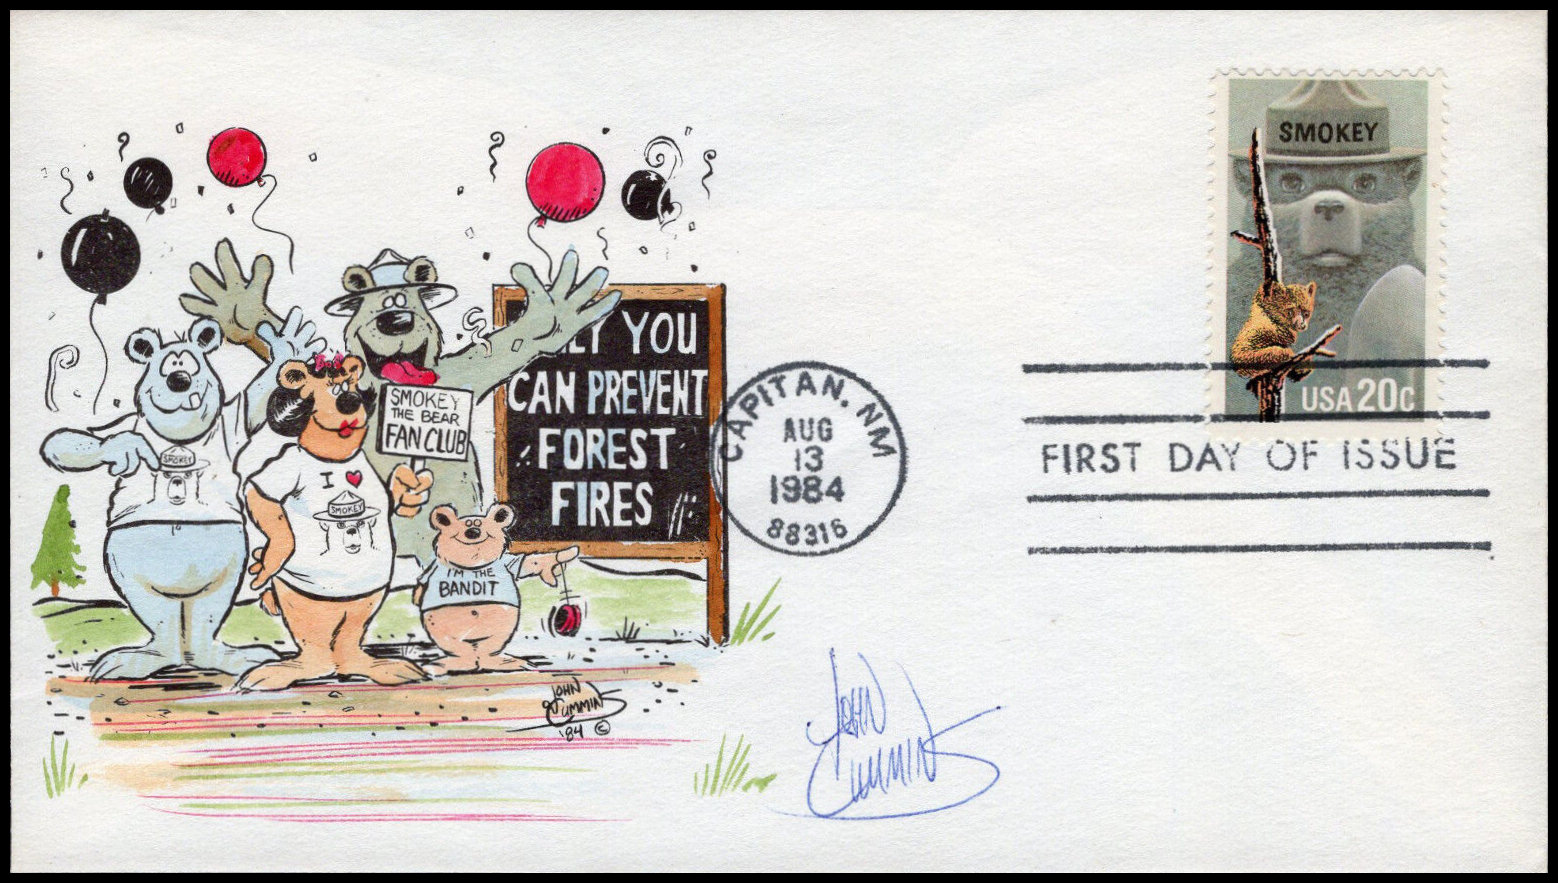 SMOKEY
USA 20c
CAPITAN, NM
AUG
13
1984
88316
FIRST DAY OF ISSUE
YOU
CAN PREVENT
FOREST
FIRES
SMOKEY
THE BEAR
FAN CLUB
SMOKEY
I
SMOKEY
I'M THE
BANDIT
JOHN
CUMMINS
'84 ©
JOHN
CUMMINS